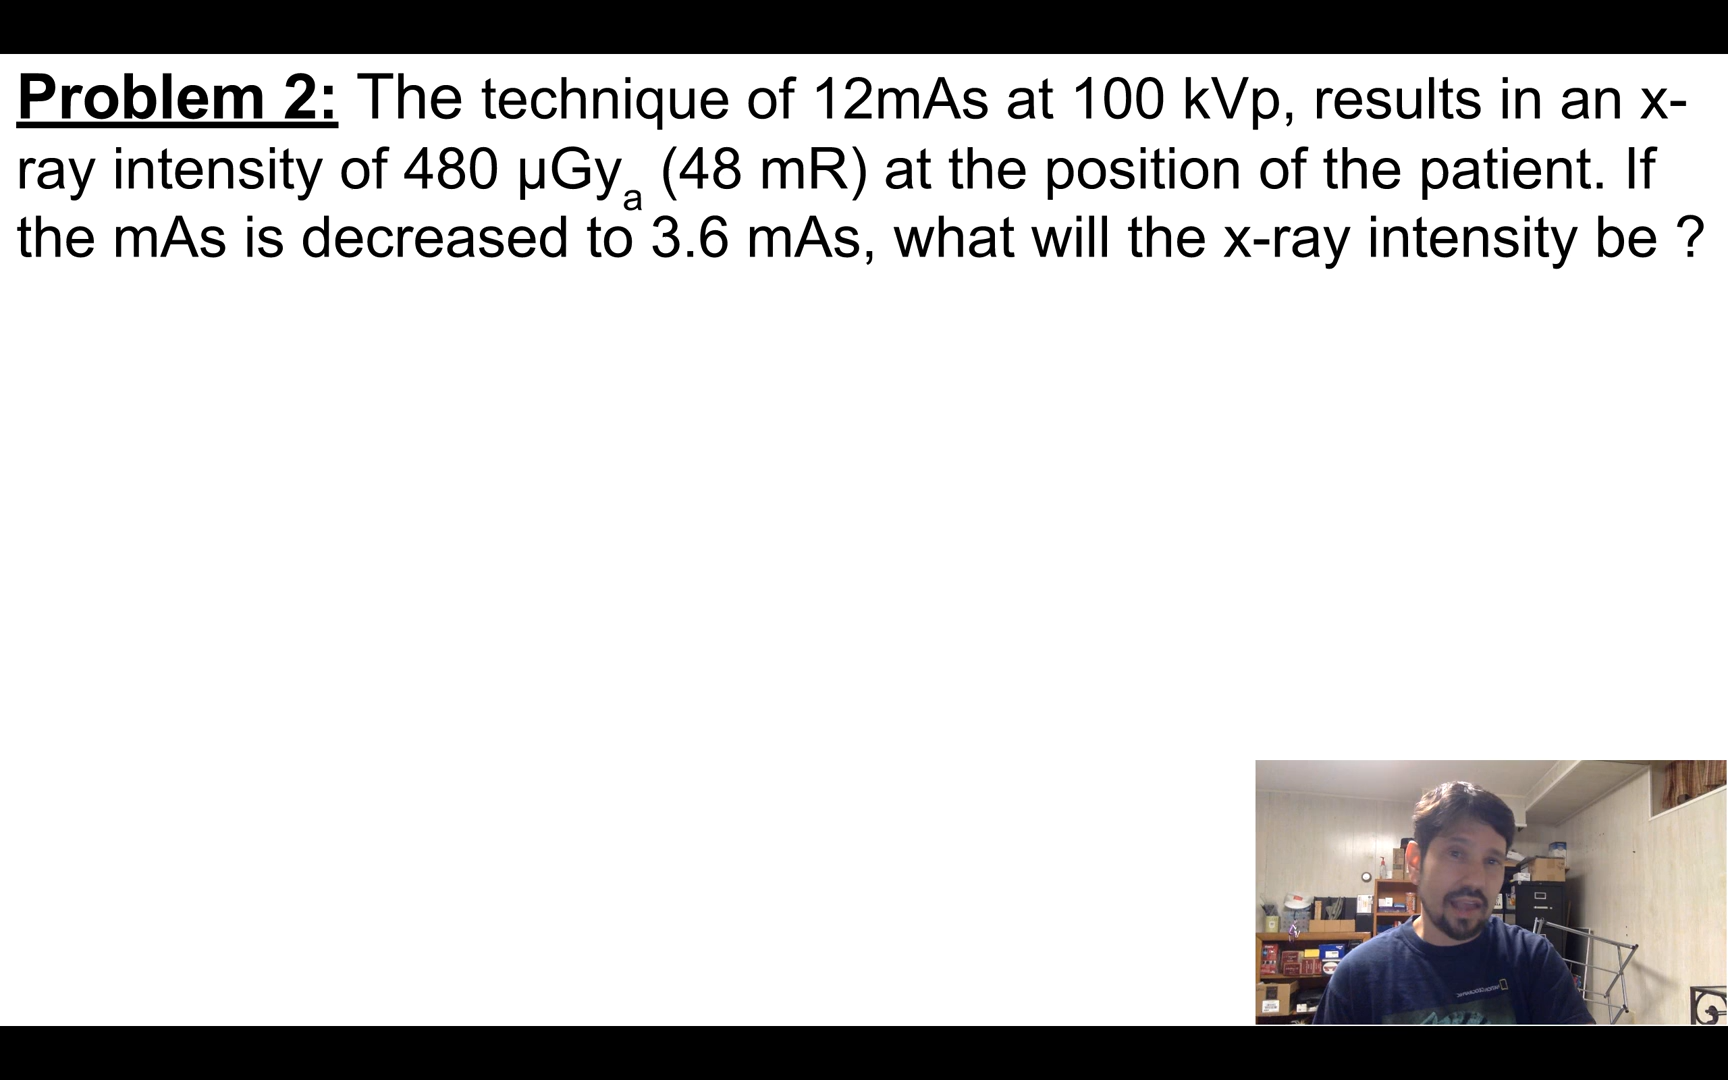 Problem 2: The technique of 12mAs at 100 kVp, results in an x-
ray intensity of 480 µGyₐ (48 mR) at the position of the patient. If
the mAs is decreased to 3.6 mAs, what will the x-ray intensity be ?